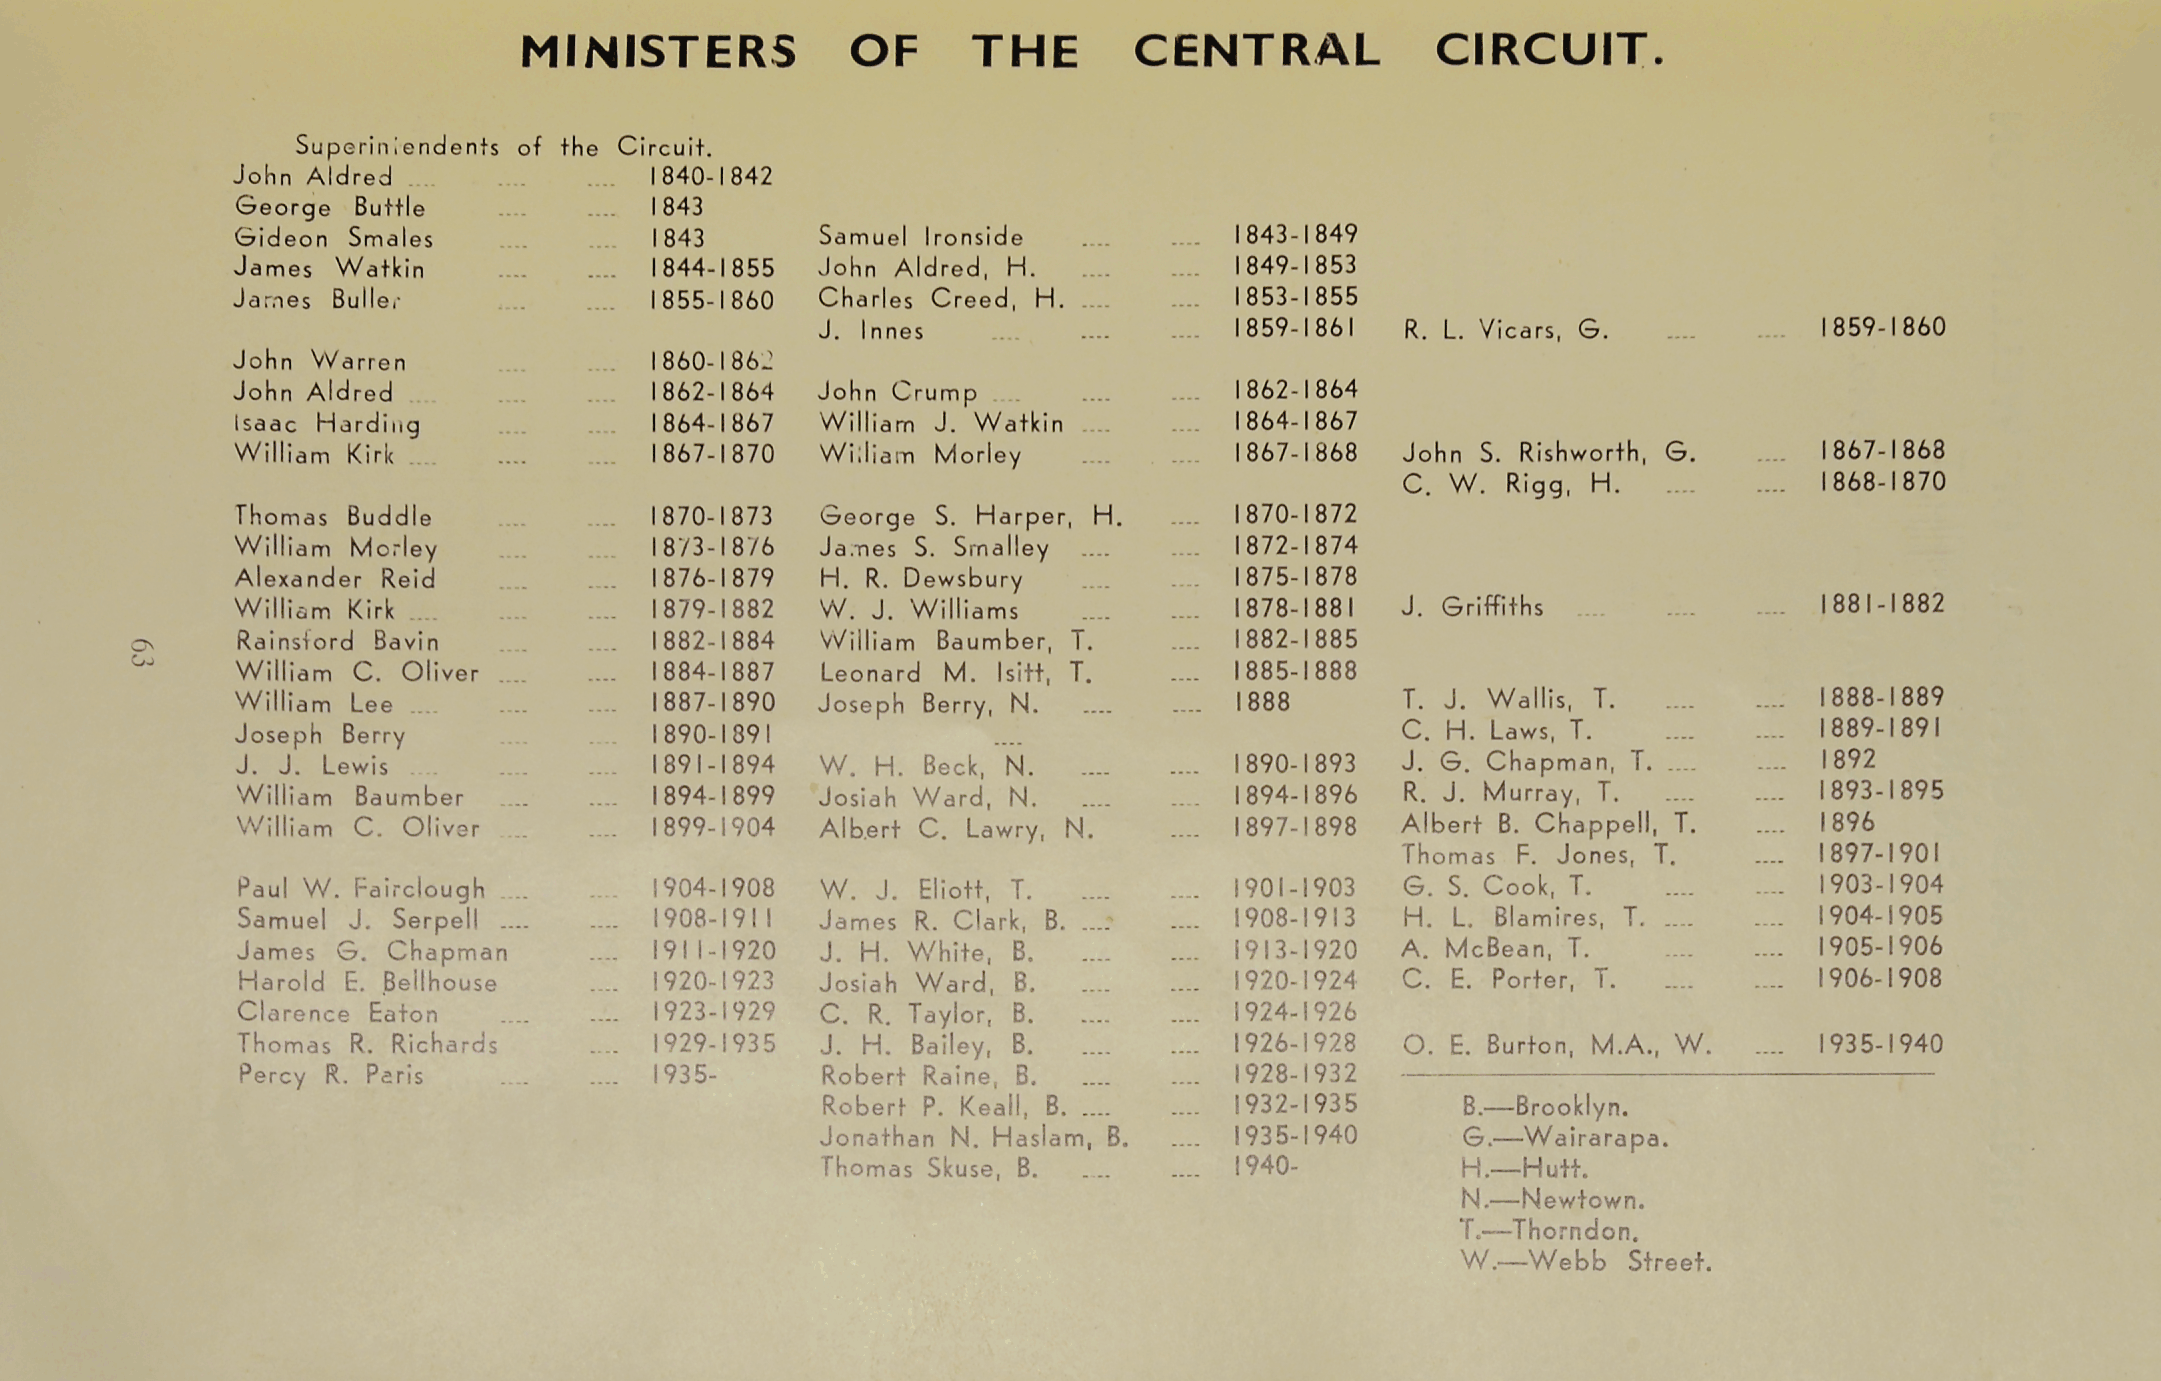 MINISTERS OF THE CENTRAL CIRCUIT.
Superintendents of the Circuit.
John Aldred .... .... .... 1840-1842
George Buttle .... .... 1843
Gideon Smales .... .... 1843 Samuel Ironside .... .... 1843-1849
James Watkin .... .... 1844-1855 John Aldred, H. .... .... 1849-1853
James Buller .... .... 1855-1860 Charles Creed, H. .... .... 1853-1855
J. Innes .... .... .... 1859-1861 R. L. Vicars, G. .... .... 1859-1860
John Warren .... .... 1860-1862
John Aldred .... .... .... 1862-1864 John Crump .... .... .... 1862-1864
Isaac Harding .... .... 1864-1867 William J. Watkin .... .... 1864-1867
William Kirk .... .... .... 1867-1870 William Morley .... .... 1867-1868 John S. Rishworth, G. .... 1867-1868
C. W. Rigg, H. .... .... 1868-1870
Thomas Buddle .... .... 1870-1873 George S. Harper, H. .... 1870-1872
William Morley .... .... 1873-1876 James S. Smalley .... .... 1872-1874
Alexander Reid .... .... 1876-1879 H. R. Dewsbury .... .... 1875-1878
William Kirk .... .... 1879-1882 W. J. Williams .... .... 1878-1881 J. Griffiths .... .... .... 1881-1882
Rainsford Bavin .... .... 1882-1884 William Baumber, T. .... 1882-1885
William C. Oliver .... .... 1884-1887 Leonard M. Isitt, T. .... 1885-1888
William Lee .... .... .... 1887-1890 Joseph Berry, N. .... .... 1888 T. J. Wallis, T. .... .... 1888-1889
Joseph Berry .... .... 1890-1891 .... C. H. Laws, T. .... .... 1889-1891
J. J. Lewis .... .... .... 1891-1894 W. H. Beck, N. .... .... 1890-1893 J. G. Chapman, T. .... .... 1892
William Baumber .... .... 1894-1899 Josiah Ward, N. .... .... 1894-1896 R. J. Murray, T. .... .... 1893-1895
William C. Oliver .... .... 1899-1904 Albert C. Lawry, N. .... 1897-1898 Albert B. Chappell, T. .... 1896
Thomas F. Jones, T. .... 1897-1901
Paul W. Fairclough .... .... 1904-1908 W. J. Eliott, T. .... .... 1901-1903 G. S. Cook, T. .... .... 1903-1904
Samuel J. Serpell .... .... 1908-1911 James R. Clark, B. .... .... 1908-1913 H. L. Blamires, T. .... .... 1904-1905
James G. Chapman .... 1911-1920 J. H. White, B. .... .... 1913-1920 A. McBean, T. .... .... 1905-1906
Harold E. Bellhouse .... 1920-1923 Josiah Ward, B. .... .... 1920-1924 C. E. Porter, T. .... .... 1906-1908
Clarence Eaton .... .... 1923-1929 C. R. Taylor, B. .... .... 1924-1926
Thomas R. Richards .... 1929-1935 J. H. Bailey, B. .... .... 1926-1928 O. E. Burton, M.A., W. .... 1935-1940
Percy R. Paris .... .... 1935- Robert Raine, B. .... .... 1928-1932
Robert P. Keall, B. .... .... 1932-1935
Jonathan N. Haslam, B. .... 1935-1940
Thomas Skuse, B. .... .... 1940-
B.—Brooklyn.
G.—Wairarapa.
H.—Hutt.
N.—Newtown.
T.—Thorndon.
W.—Webb Street.
63